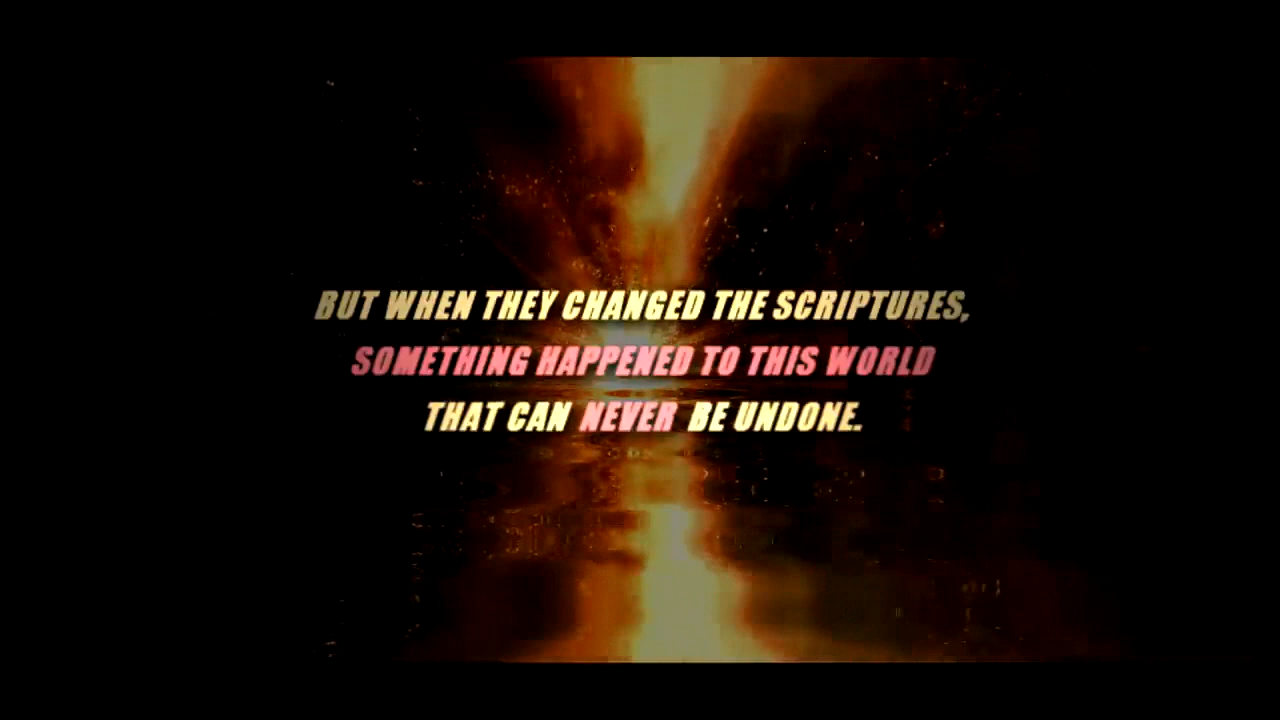 BUT WHEN THEY CHANGED THE SCRIPTURES,
SOMETHING HAPPENED TO THIS WORLD
THAT CAN NEVER BE UNDONE.